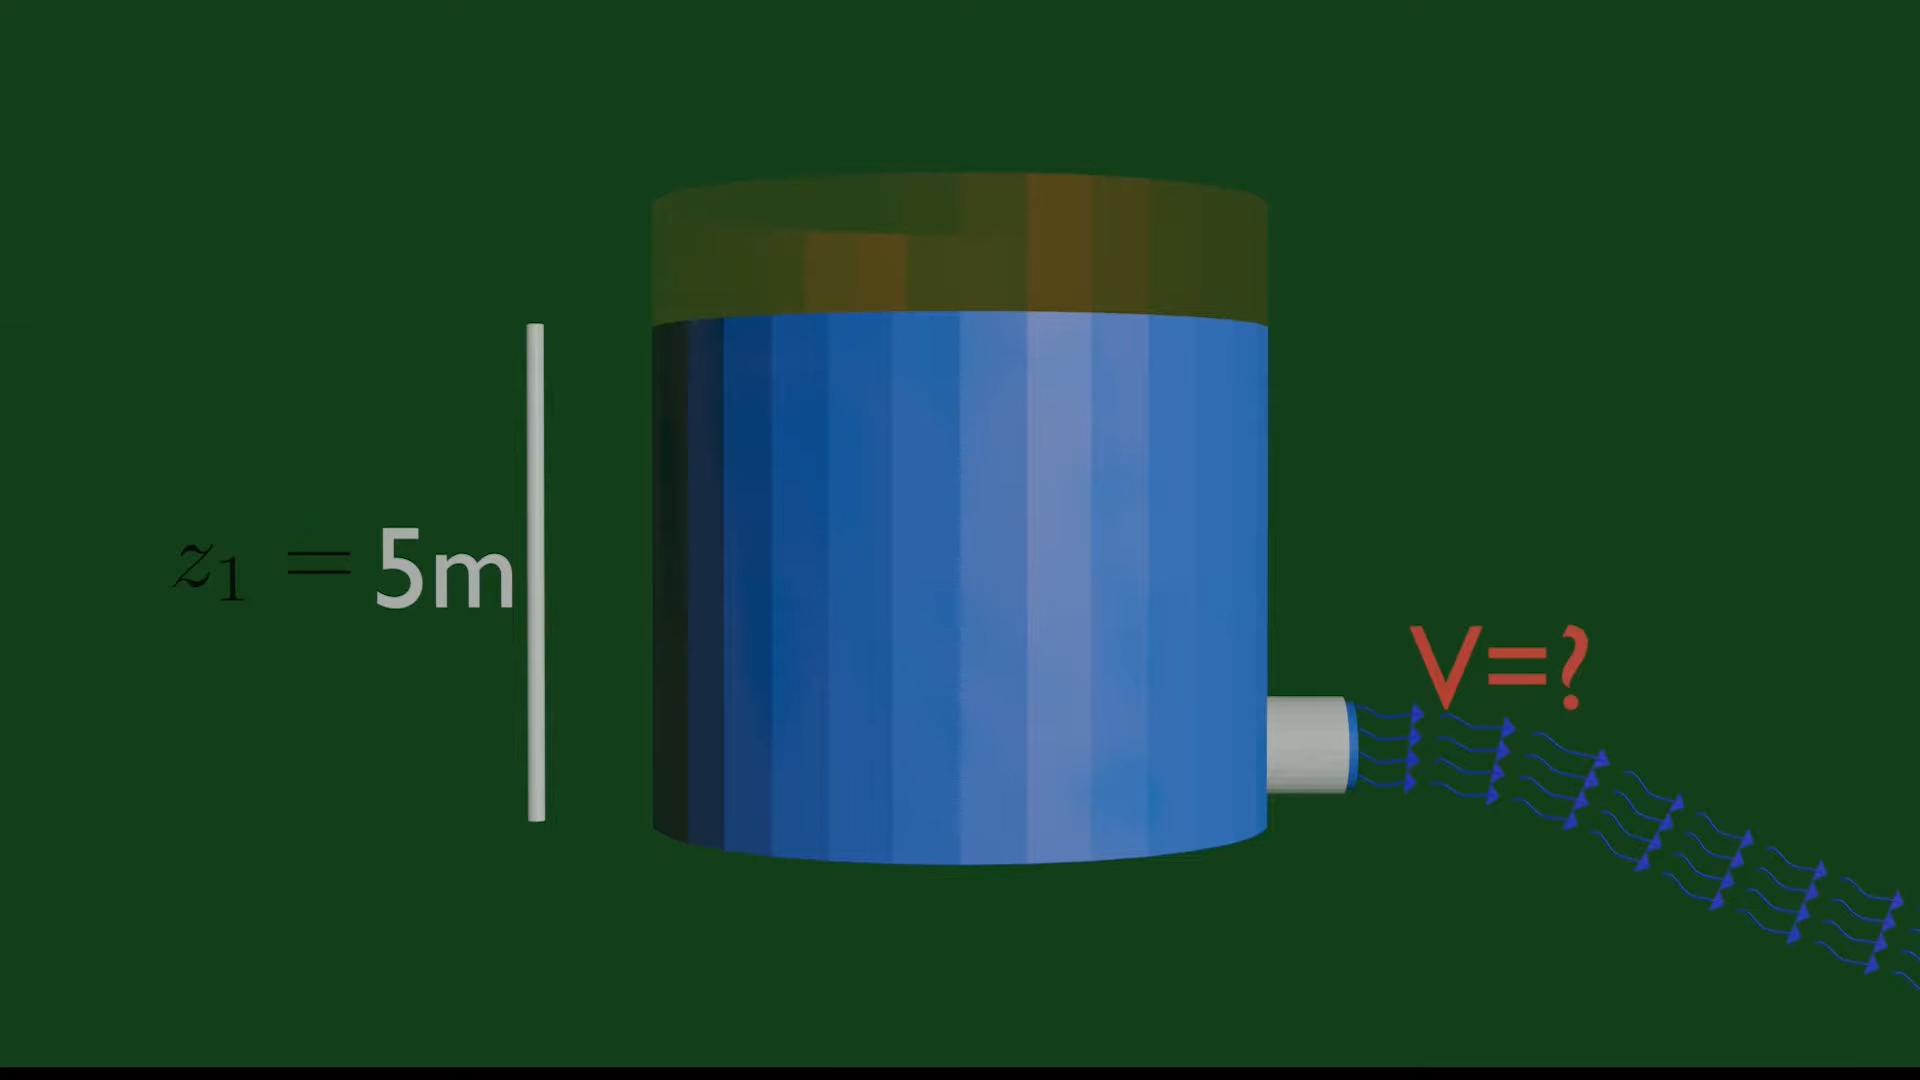 z₁ = 5m
V=?